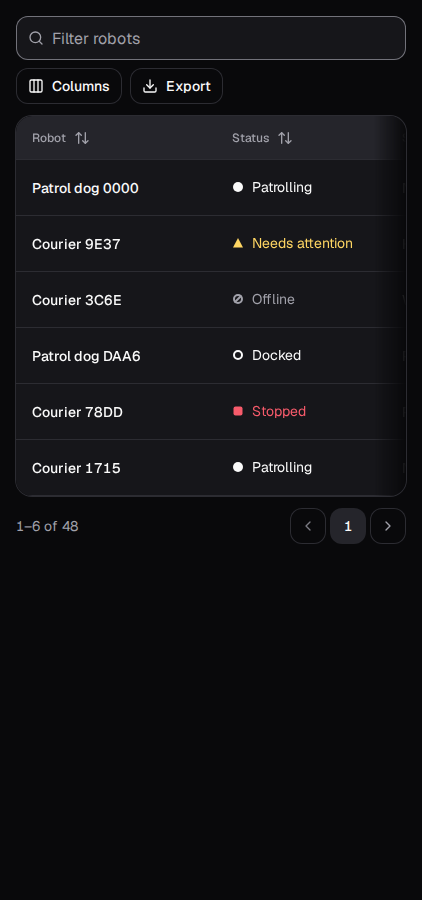 Filter robots
Columns Export
Robot Status
Patrol dog 0000 Patrolling
Courier 9E37 Needs attention
Courier 3C6E Offline
Patrol dog DAA6 Docked
Courier 78DD Stopped
Courier 1715 Patrolling
1–6 of 48 1